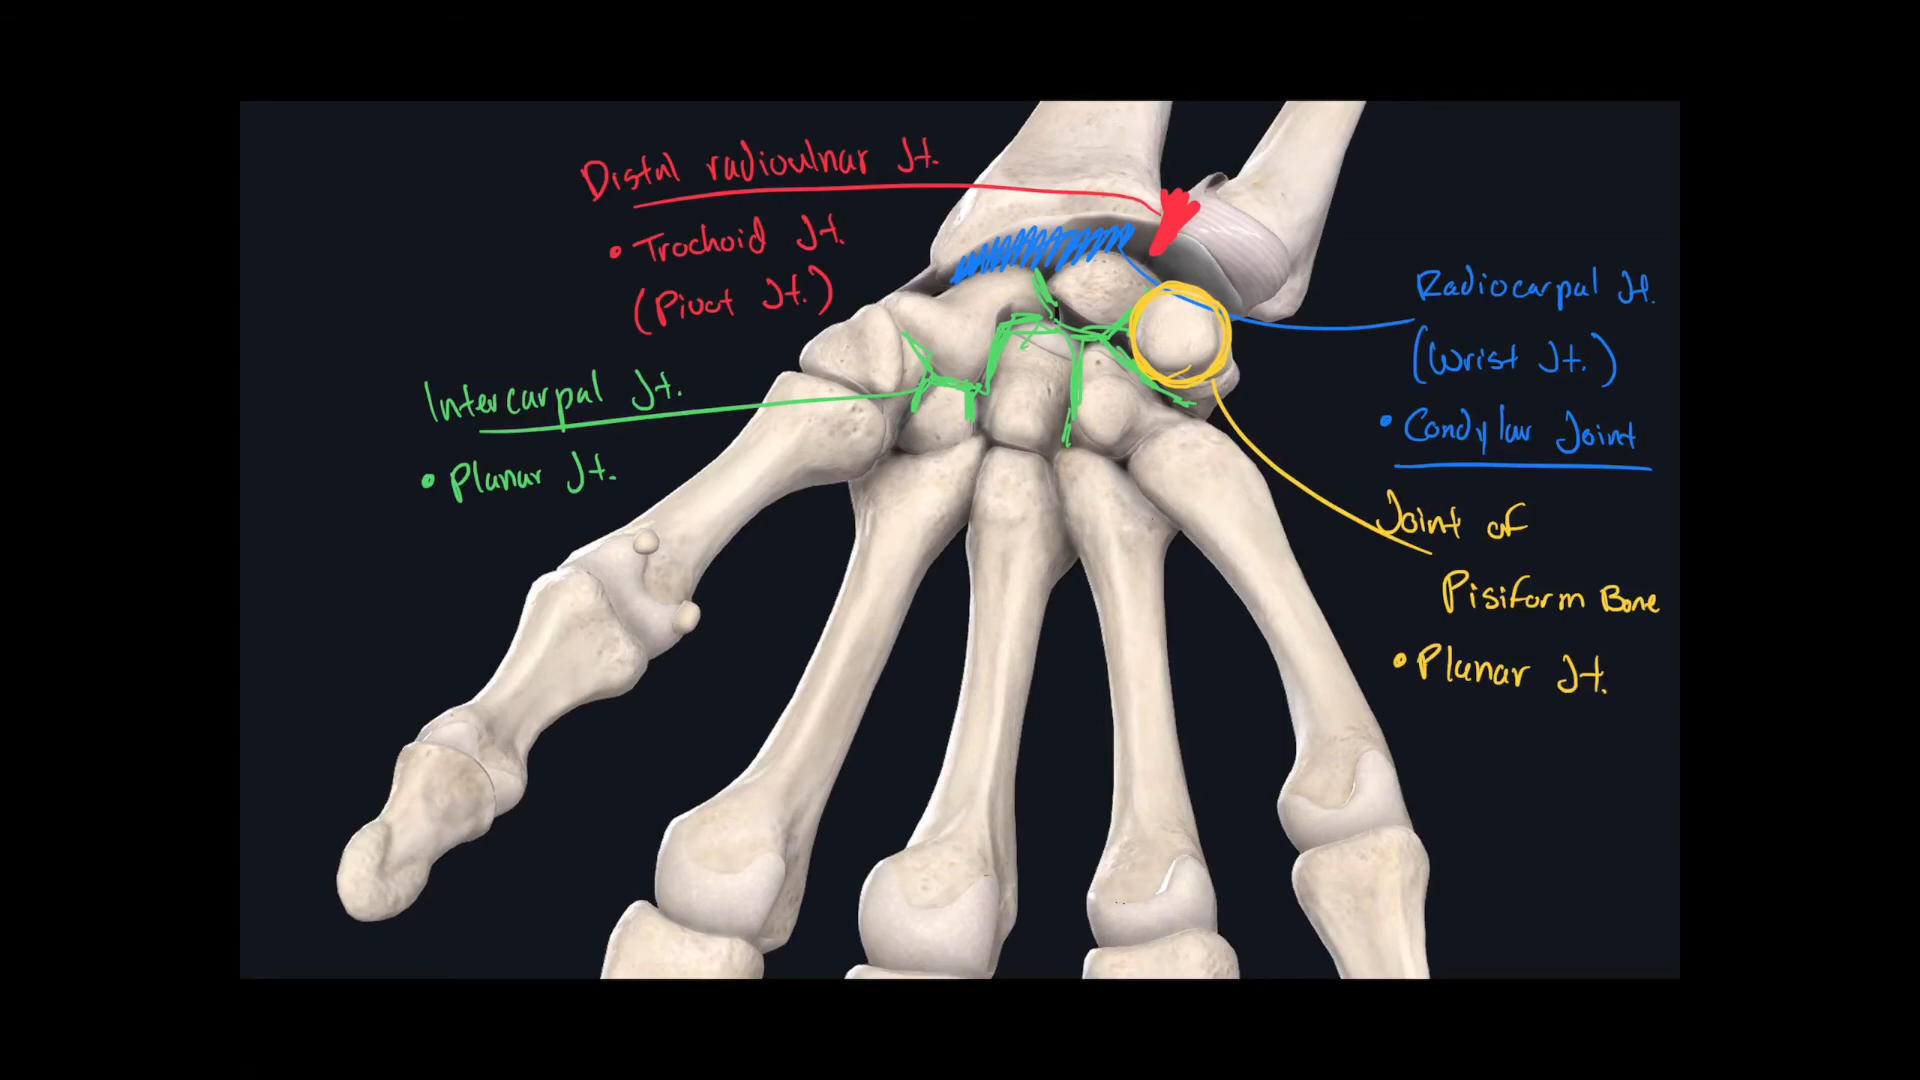 Distal radioulnar Jt.
• Trochoid Jt.
(Pivot Jt.)
Intercarpal Jt.
• Planar Jt.
Radiocarpal Jt.
(Wrist Jt.)
• Condylar Joint
Joint of
Pisiform Bone
• Planar Jt.